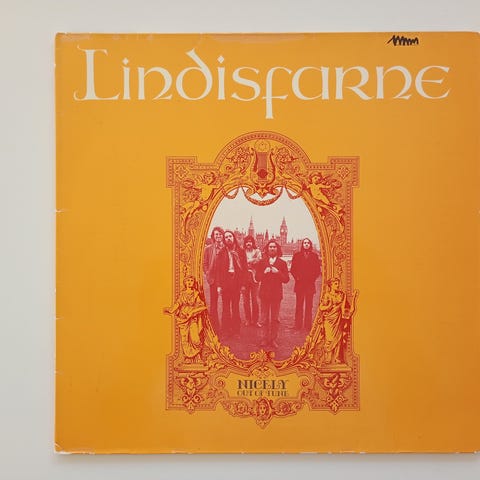 Lindisfarne
NICELY
OUT OF TUNE